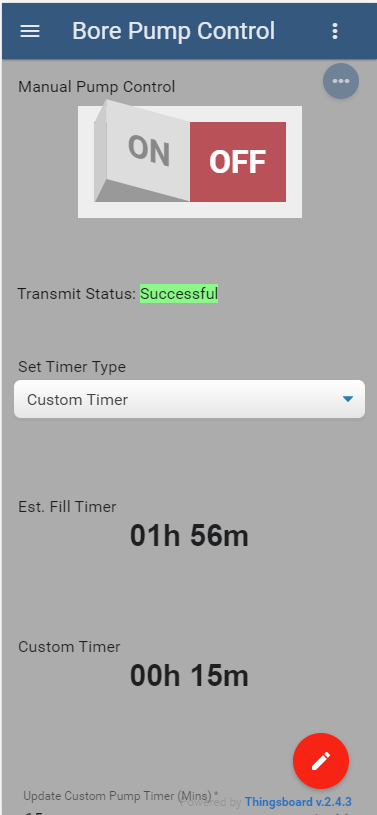 Bore Pump Control
Manual Pump Control
ON OFF
Transmit Status: Successful
Set Timer Type
Custom Timer
Est. Fill Timer
01h 56m
Custom Timer
00h 15m
Update Custom Pump Timer (Mins) *
Powered by Thingsboard v.2.4.3